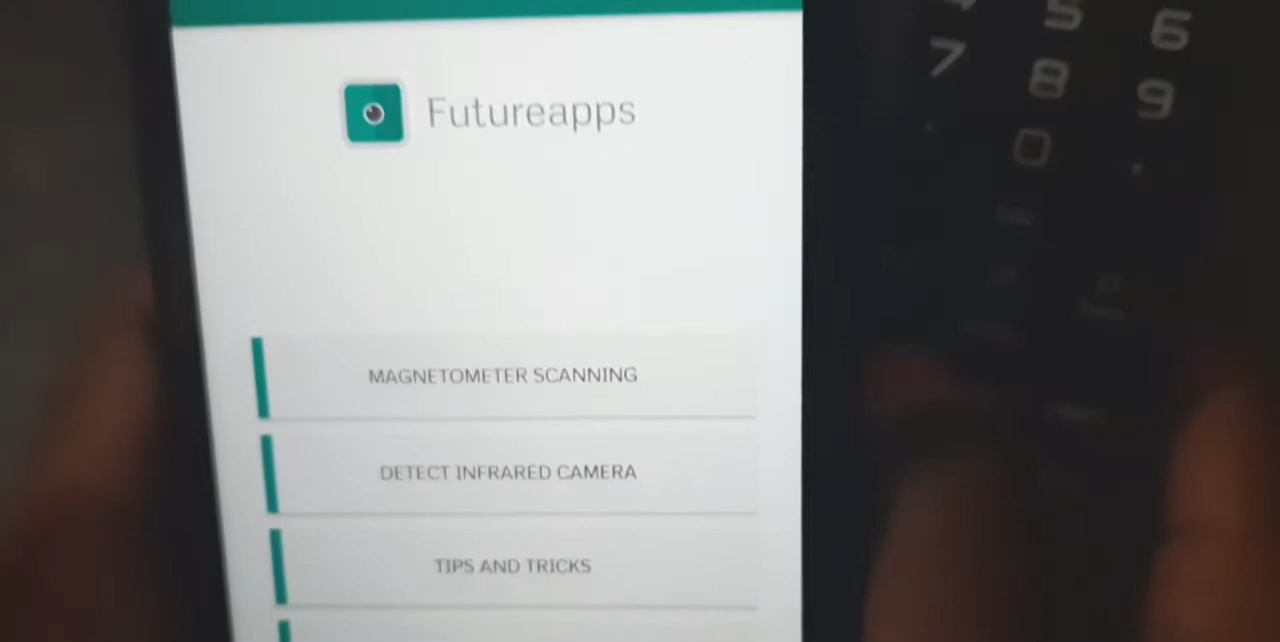 5 6
7 8 9
0
Futureapps
MAGNETOMETER SCANNING
DETECT INFRARED CAMERA
TIPS AND TRICKS